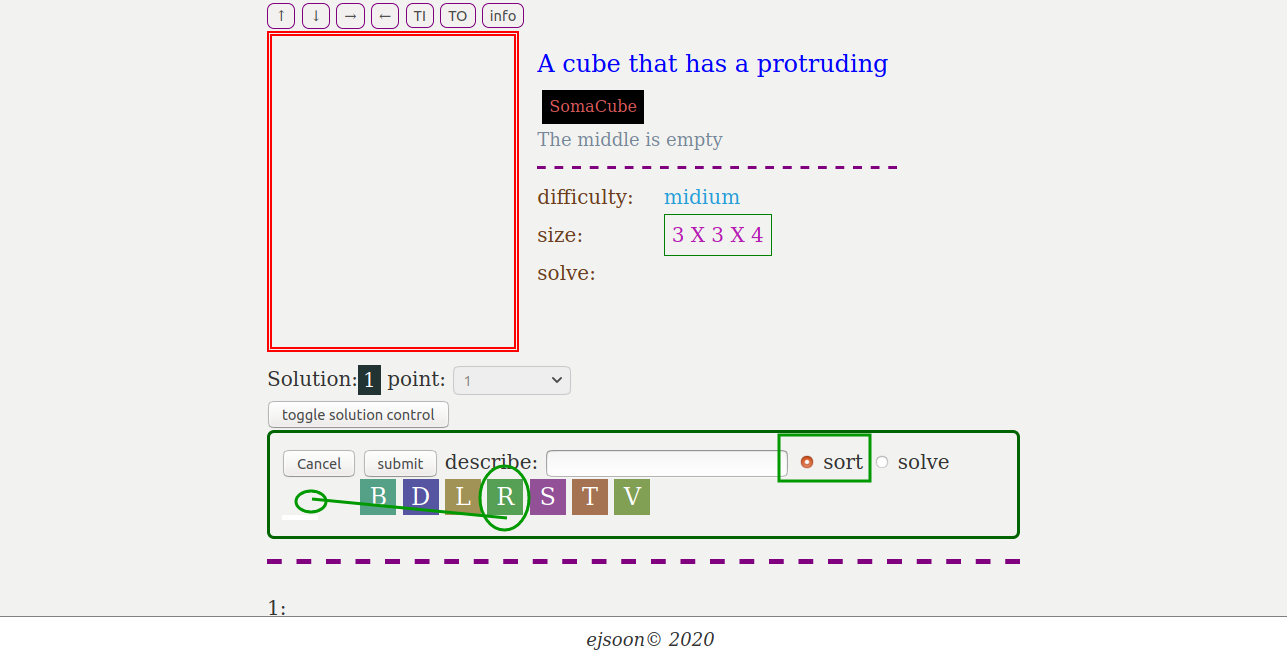 ↑ ↓ → ← TI TO info
A cube that has a protruding
SomaCube
The middle is empty
difficulty: midium
size: 3 X 3 X 4
solve:
Solution: 1 point: 1
toggle solution control
Cancel submit describe: sort solve
B D L R S T V
1:
ejsoon© 2020